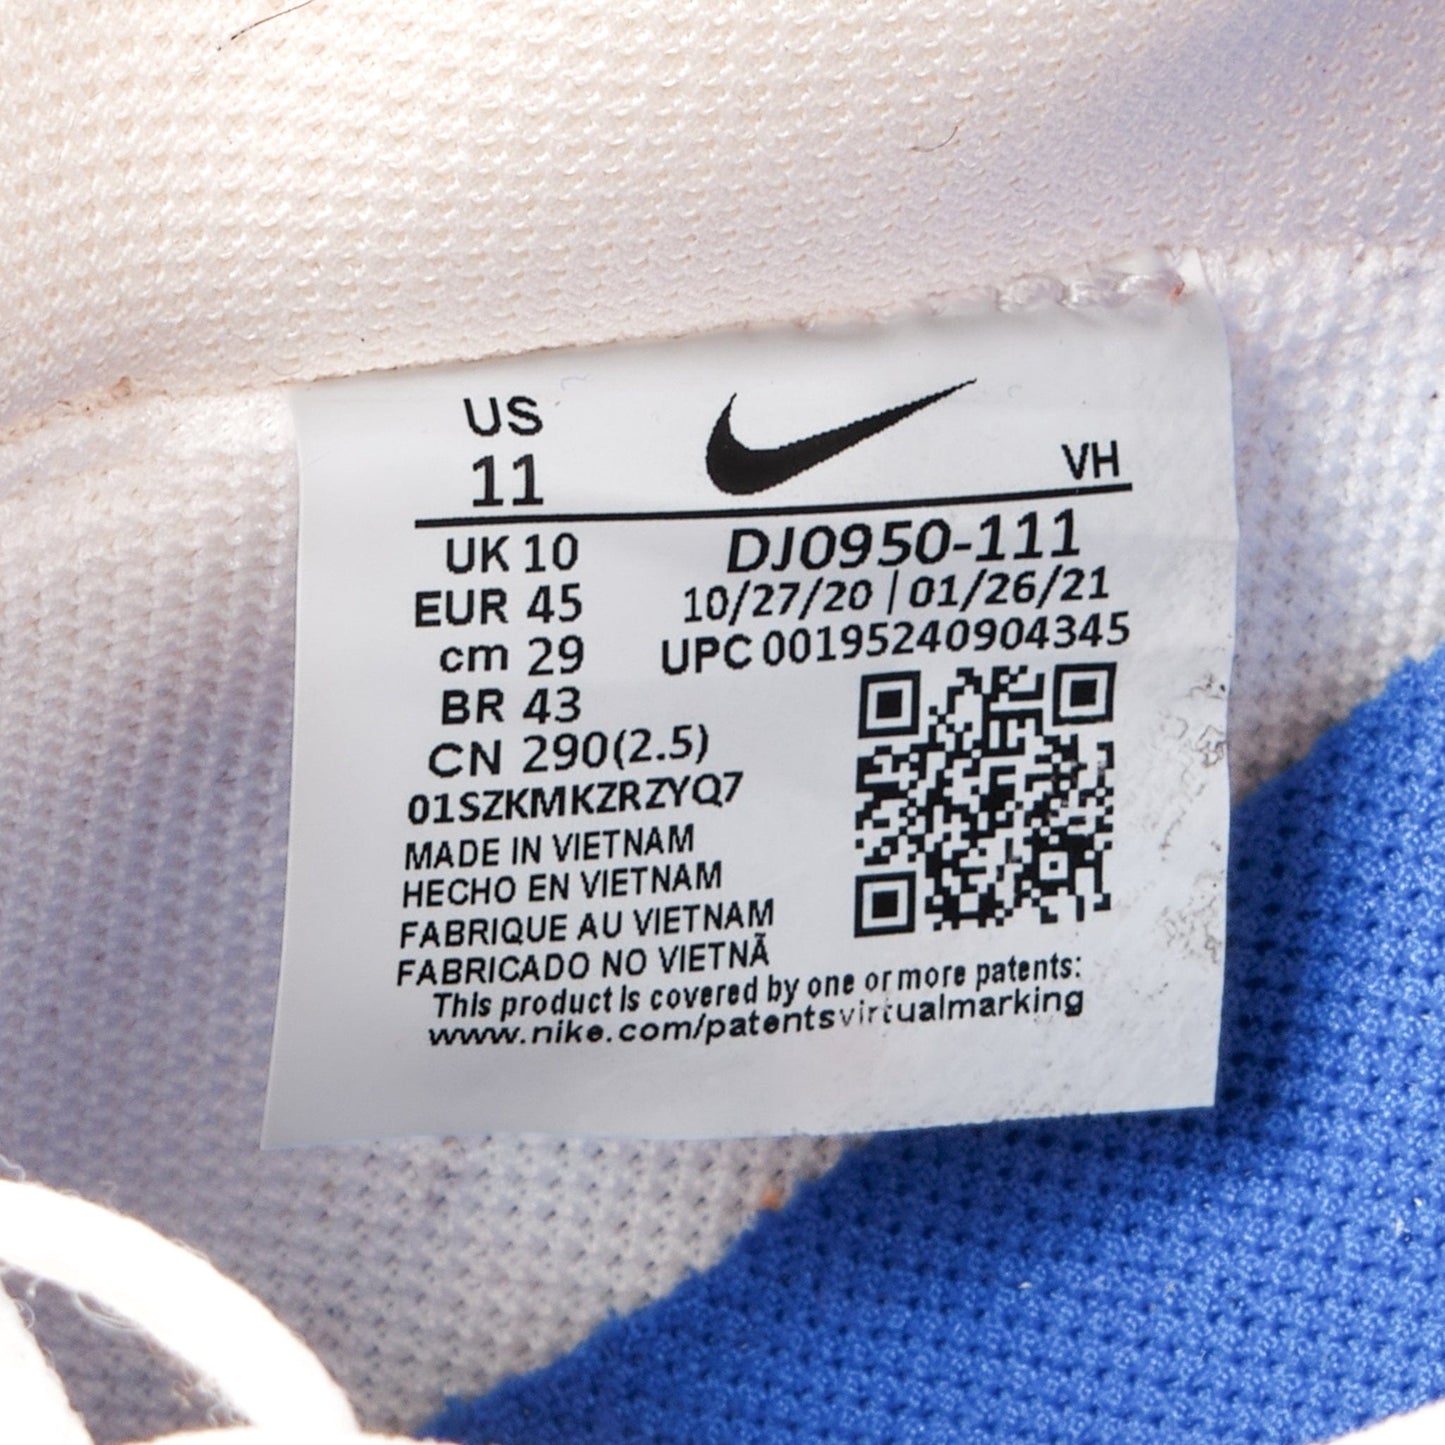 US
11
VH
UK 10
EUR 45
cm 29
BR 43
CN 290(2.5)
DJ0950-111
10/27/20 | 01/26/21
UPC 00195240904345
01SZKMKZRZYQ7
MADE IN VIETNAM
HECHO EN VIETNAM
FABRIQUE AU VIETNAM
FABRICADO NO VIETNÃ
This product is covered by one or more patents:
www.nike.com/patentsvirtualmarking